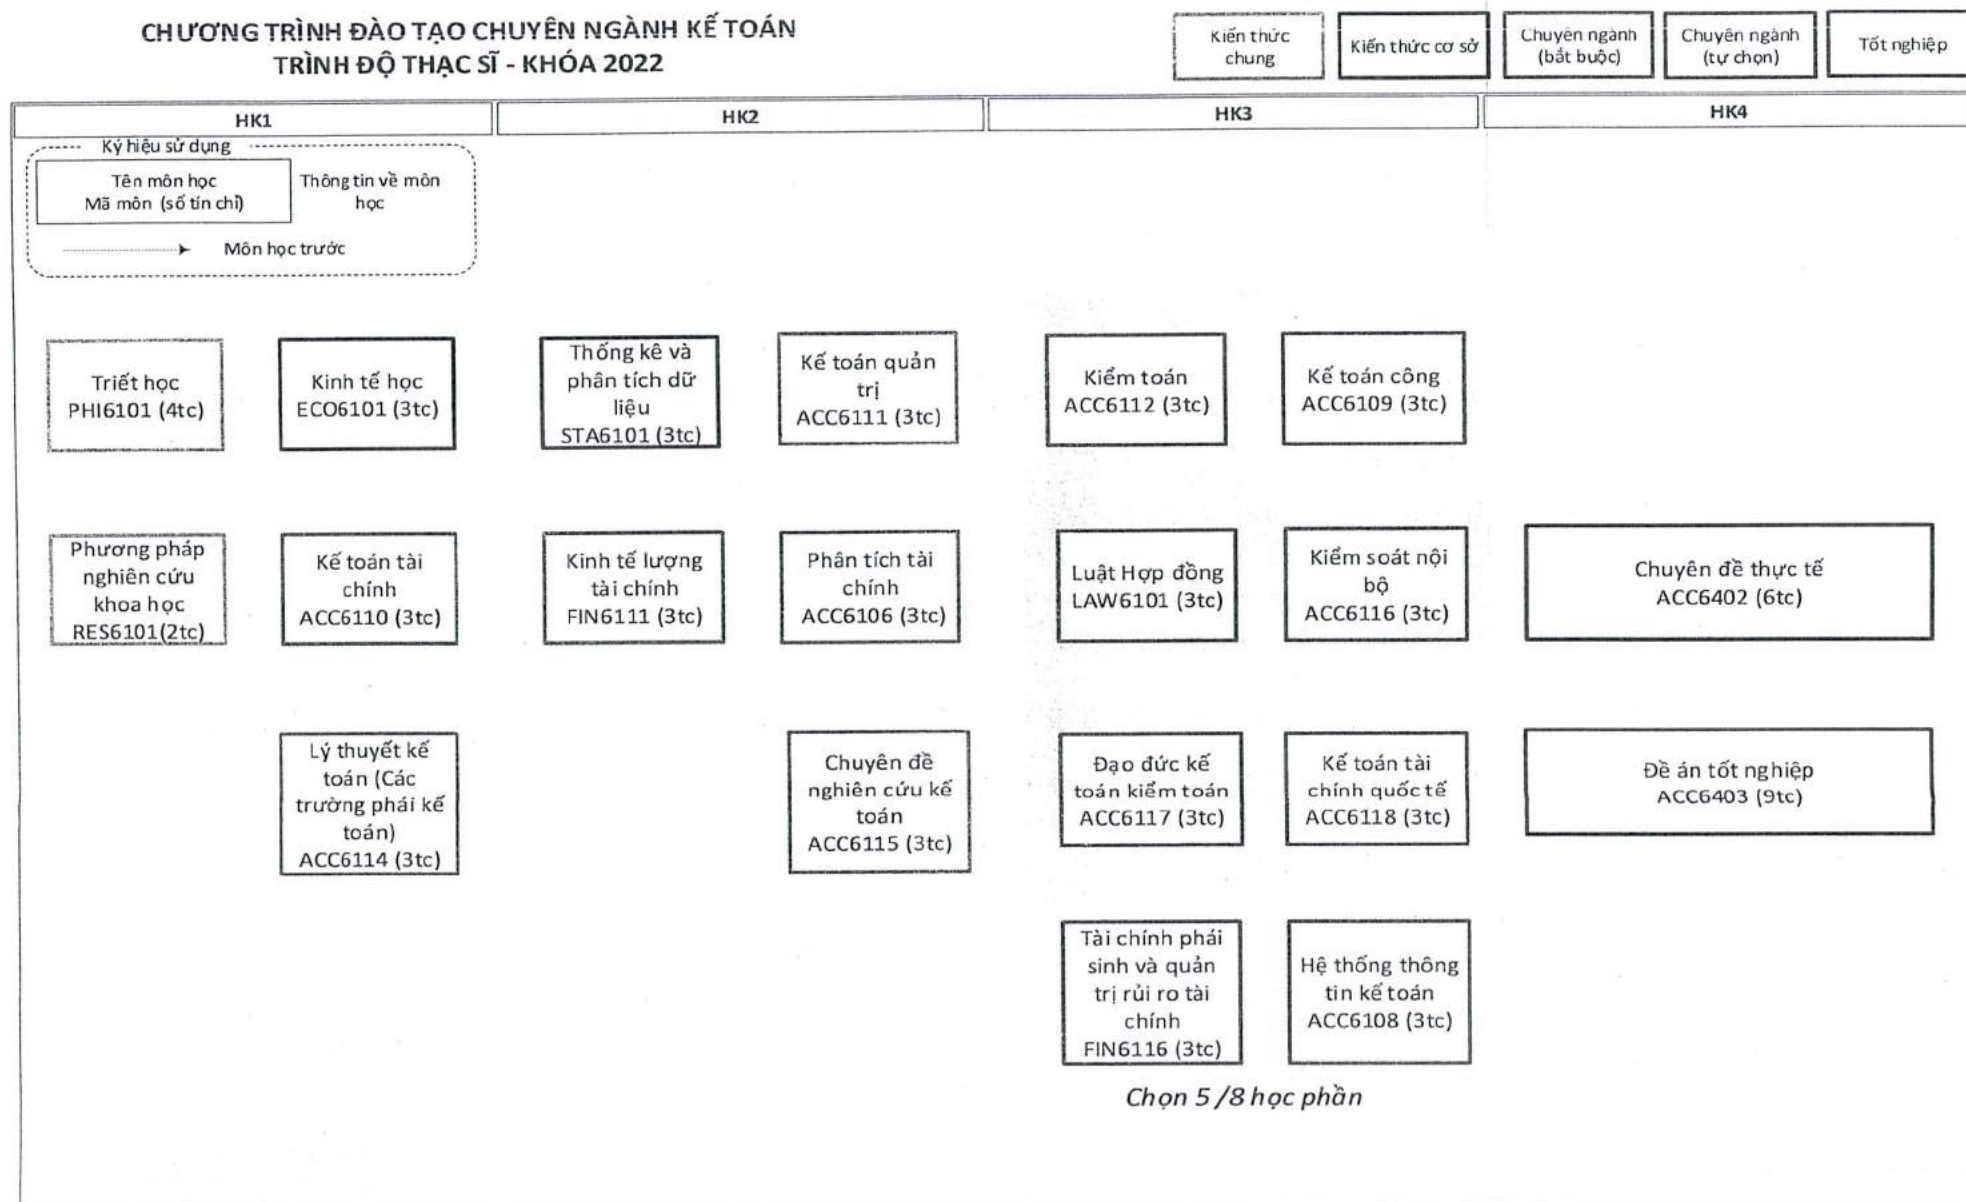 CHƯƠNG TRÌNH ĐÀO TẠO CHUYÊN NGÀNH KẾ TOÁN
TRÌNH ĐỘ THẠC SĨ - KHÓA 2022
Kiến thức
chung
Kiến thức cơ sở
Chuyên ngành
(bắt buộc)
Chuyên ngành
(tự chọn)
Tốt nghiệp
HK1
HK2
HK3
HK4
Ký hiệu sử dụng
Tên môn học
Mã môn (số tín chỉ)
Thông tin về môn
học
Môn học trước
Triết học
PHI6101 (4tc)
Kinh tế học
ECO6101 (3tc)
Thống kê và
phân tích dữ
liệu
STA6101 (3tc)
Kế toán quản
trị
ACC6111 (3tc)
Kiểm toán
ACC6112 (3tc)
Kế toán công
ACC6109 (3tc)
Phương pháp
nghiên cứu
khoa học
RES6101(2tc)
Kế toán tài
chính
ACC6110 (3tc)
Kinh tế lượng
tài chính
FIN6111 (3tc)
Phân tích tài
chính
ACC6106 (3tc)
Luật Hợp đồng
LAW6101 (3tc)
Kiểm soát nội
bộ
ACC6116 (3tc)
Chuyên đề thực tế
ACC6402 (6tc)
Lý thuyết kế
toán (Các
trường phái kế
toán)
ACC6114 (3tc)
Chuyên đề
nghiên cứu kế
toán
ACC6115 (3tc)
Đạo đức kế
toán kiểm toán
ACC6117 (3tc)
Kế toán tài
chính quốc tế
ACC6118 (3tc)
Đề án tốt nghiệp
ACC6403 (9tc)
Tài chính phái
sinh và quản
trị rủi ro tài
chính
FIN6116 (3tc)
Hệ thống thông
tin kế toán
ACC6108 (3tc)
Chọn 5/8 học phần